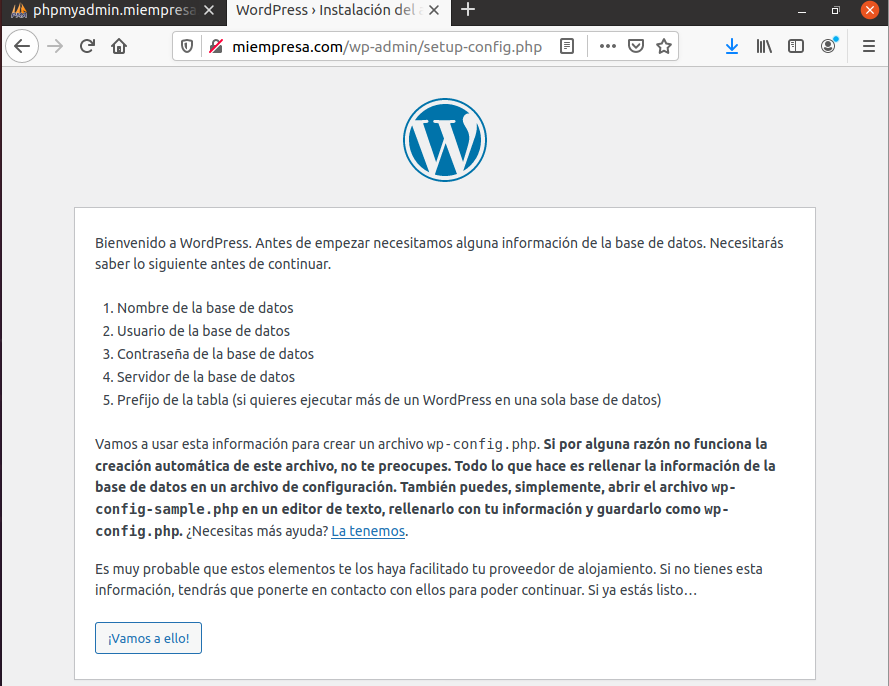 phpmyadmin.miempresa
WordPress › Instalación del a
miempresa.com/wp-admin/setup-config.php
Bienvenido a WordPress. Antes de empezar necesitamos alguna información de la base de datos. Necesitarás
saber lo siguiente antes de continuar.
1. Nombre de la base de datos
2. Usuario de la base de datos
3. Contraseña de la base de datos
4. Servidor de la base de datos
5. Prefijo de la tabla (si quieres ejecutar más de un WordPress en una sola base de datos)
Vamos a usar esta información para crear un archivo wp-config.php. Si por alguna razón no funciona la
creación automática de este archivo, no te preocupes. Todo lo que hace es rellenar la información de la
base de datos en un archivo de configuración. También puedes, simplemente, abrir el archivo wp-
config-sample.php en un editor de texto, rellenarlo con tu información y guardarlo como wp-
config.php. ¿Necesitas más ayuda? La tenemos.
Es muy probable que estos elementos te los haya facilitado tu proveedor de alojamiento. Si no tienes esta
información, tendrás que ponerte en contacto con ellos para poder continuar. Si ya estás listo…
¡Vamos a ello!